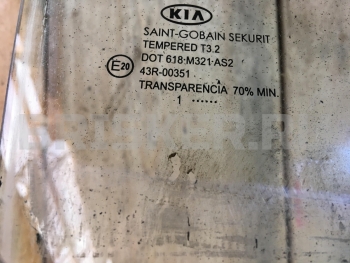 KIA
SAINT-GOBAIN SEKURIT
TEMPERED T3.2
DOT 618·M321·AS2
E20 43R-00351
TRANSPARENCIA 70% MIN.
1 ······